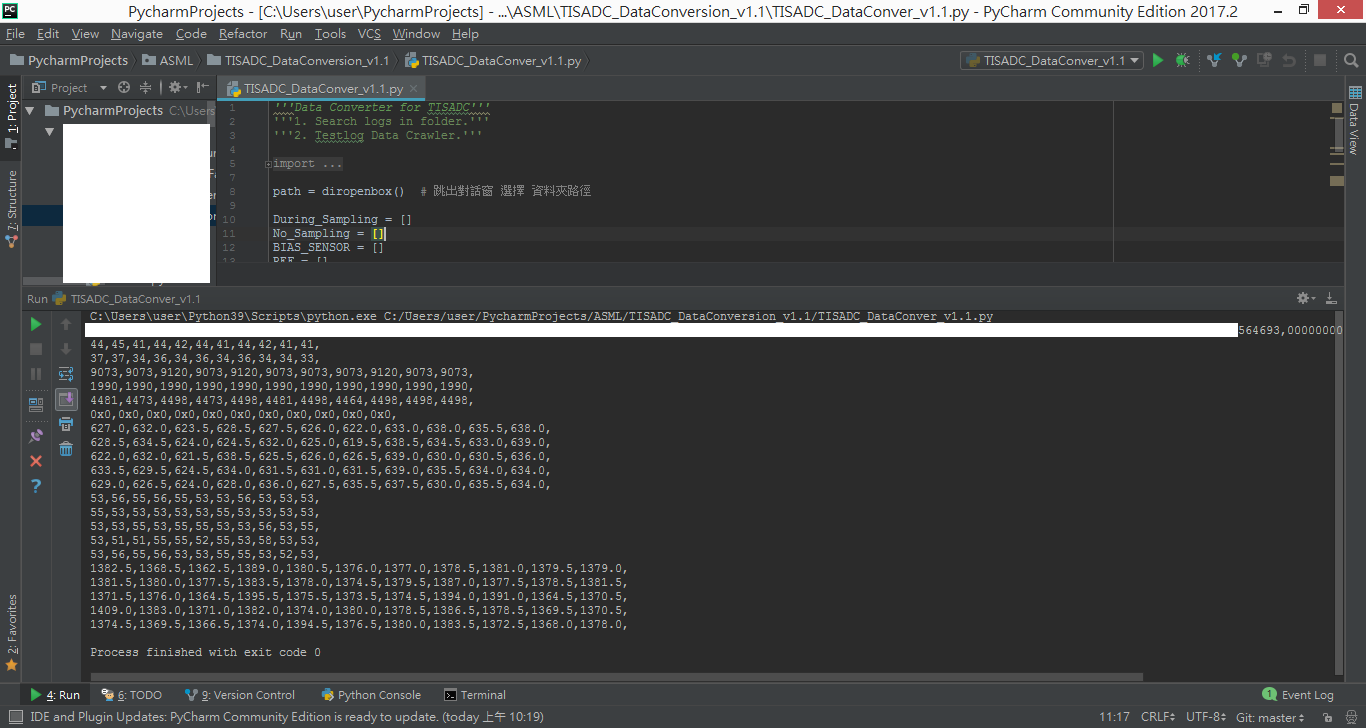 PycharmProjects - [C:\Users\user\PycharmProjects] - ...\ASML\TISADC_DataConversion_v1.1\TISADC_DataConver_v1.1.py - PyCharm Community Edition 2017.2
File Edit View Navigate Code Refactor Run Tools VCS Window Help
PycharmProjects ASML TISADC_DataConversion_v1.1 TISADC_DataConver_v1.1.py
TISADC_DataConver_v1.1
1: Project
7: Structure
2: Favorites
Data View
Project
PycharmProjects C:\Users
TISADC_DataConver_v1.1.py
1 '''Data Converter for TISADC'''
2 '''1. Search logs in folder.'''
3 '''2. Testlog Data Crawler.'''
4
5 import ...
7
8 path = diropenbox() # 跳出對話窗 選擇 資料夾路徑
9
10 During_Sampling = []
11 No_Sampling = []
12 BIAS_SENSOR = []
Run TISADC_DataConver_v1.1
C:\Users\user\Python39\Scripts\python.exe C:/Users/user/PycharmProjects/ASML/TISADC_DataConversion_v1.1/TISADC_DataConver_v1.1.py
564693,00000000
44,45,41,44,42,44,41,44,42,41,41,
37,37,34,36,34,36,34,36,34,34,33,
9073,9073,9120,9073,9120,9073,9073,9073,9120,9073,9073,
1990,1990,1990,1990,1990,1990,1990,1990,1990,1990,1990,
4481,4473,4498,4473,4498,4481,4498,4464,4498,4498,4498,
0x0,0x0,0x0,0x0,0x0,0x0,0x0,0x0,0x0,0x0,0x0,
627.0,632.0,623.5,628.5,627.5,626.0,622.0,633.0,638.0,635.5,638.0,
628.5,634.5,624.0,624.5,632.0,625.0,619.5,638.5,634.5,633.0,639.0,
622.0,632.0,621.5,638.5,625.5,626.0,626.5,639.0,630.0,630.5,636.0,
633.5,629.5,624.5,634.0,631.5,631.0,631.5,639.0,635.5,634.0,634.0,
629.0,626.5,624.0,628.0,636.0,627.5,635.5,637.5,630.0,635.5,634.0,
53,56,55,56,55,53,53,56,53,53,53,
55,53,53,53,53,55,53,53,53,53,53,
53,53,55,53,53,55,53,53,56,53,55,
53,51,51,55,55,52,55,53,58,53,53,
53,56,55,56,53,53,55,55,53,52,53,
1382.5,1368.5,1362.5,1389.0,1380.5,1376.0,1377.0,1378.5,1381.0,1379.5,1379.0,
1381.5,1380.0,1377.5,1383.5,1378.0,1374.5,1379.5,1387.0,1377.5,1378.5,1381.5,
1371.5,1376.0,1364.5,1395.5,1375.5,1373.5,1374.5,1394.0,1391.0,1364.5,1370.5,
1409.0,1383.0,1371.0,1382.0,1374.0,1380.0,1378.5,1386.5,1378.5,1369.5,1370.5,
1374.5,1369.5,1366.5,1374.0,1394.5,1376.5,1380.0,1383.5,1372.5,1368.0,1378.0,
Process finished with exit code 0
4: Run 6: TODO 9: Version Control Python Console Terminal 1 Event Log
IDE and Plugin Updates: PyCharm Community Edition is ready to update. (today 上午 10:19) 11:17 CRLF UTF-8 Git: master